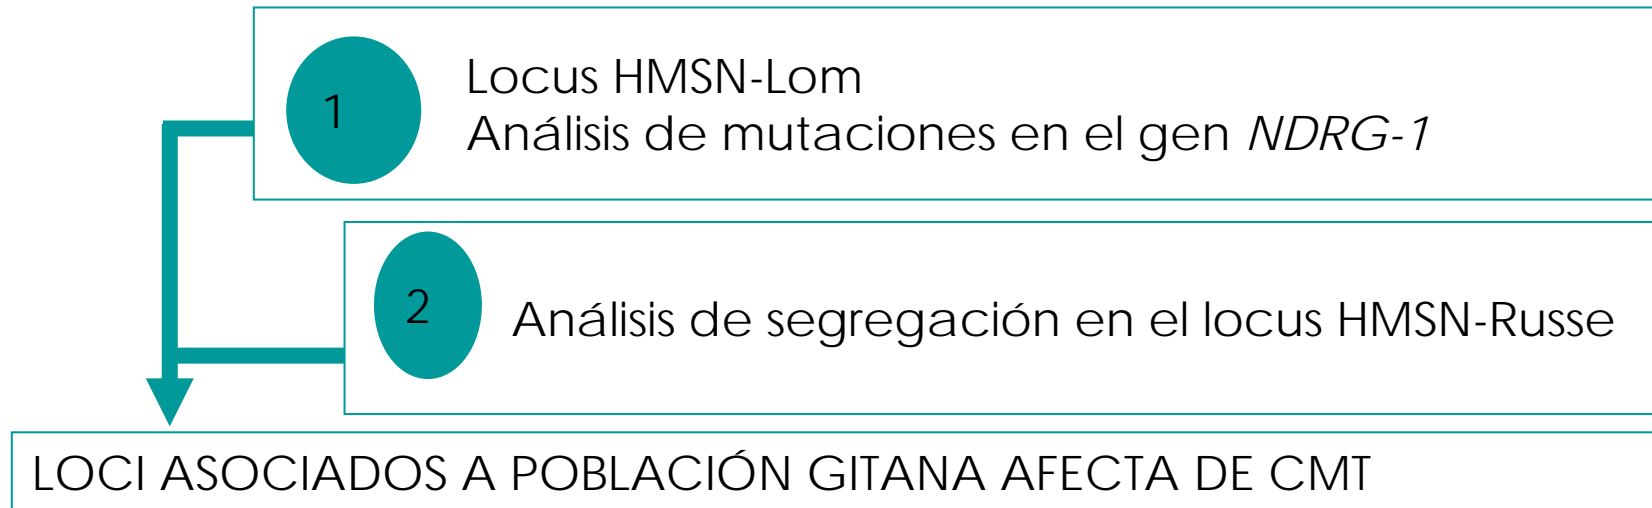 1
Locus HMSN-Lom
Análisis de mutaciones en el gen NDRG-1
2
Análisis de segregación en el locus HMSN-Russe
LOCI ASOCIADOS A POBLACIÓN GITANA AFECTA DE CMT